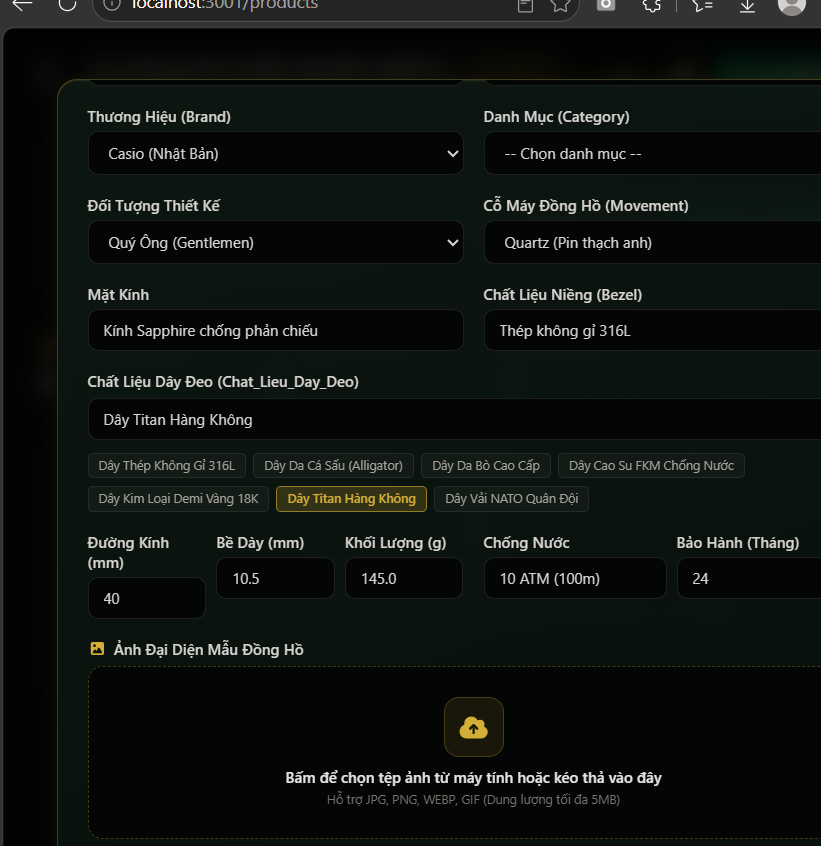 localhost:3001/products
Thương Hiệu (Brand)
Danh Mục (Category)
Casio (Nhật Bản)
-- Chọn danh mục --
Đối Tượng Thiết Kế
Cỗ Máy Đồng Hồ (Movement)
Quý Ông (Gentlemen)
Quartz (Pin thạch anh)
Mặt Kính
Chất Liệu Niềng (Bezel)
Kính Sapphire chống phản chiếu
Thép không gỉ 316L
Chất Liệu Dây Đeo (Chat_Lieu_Day_Deo)
Dây Titan Hàng Không
Dây Thép Không Gỉ 316L
Dây Da Cá Sấu (Alligator)
Dây Da Bò Cao Cấp
Dây Cao Su FKM Chống Nước
Dây Kim Loại Demi Vàng 18K
Dây Titan Hàng Không
Dây Vải NATO Quân Đội
Đường Kính
(mm)
Bề Dày (mm)
Khối Lượng (g)
Chống Nước
Bảo Hành (Tháng)
40
10.5
145.0
10 ATM (100m)
24
Ảnh Đại Diện Mẫu Đồng Hồ
Bấm để chọn tệp ảnh từ máy tính hoặc kéo thả vào đây
Hỗ trợ JPG, PNG, WEBP, GIF (Dung lượng tối đa 5MB)